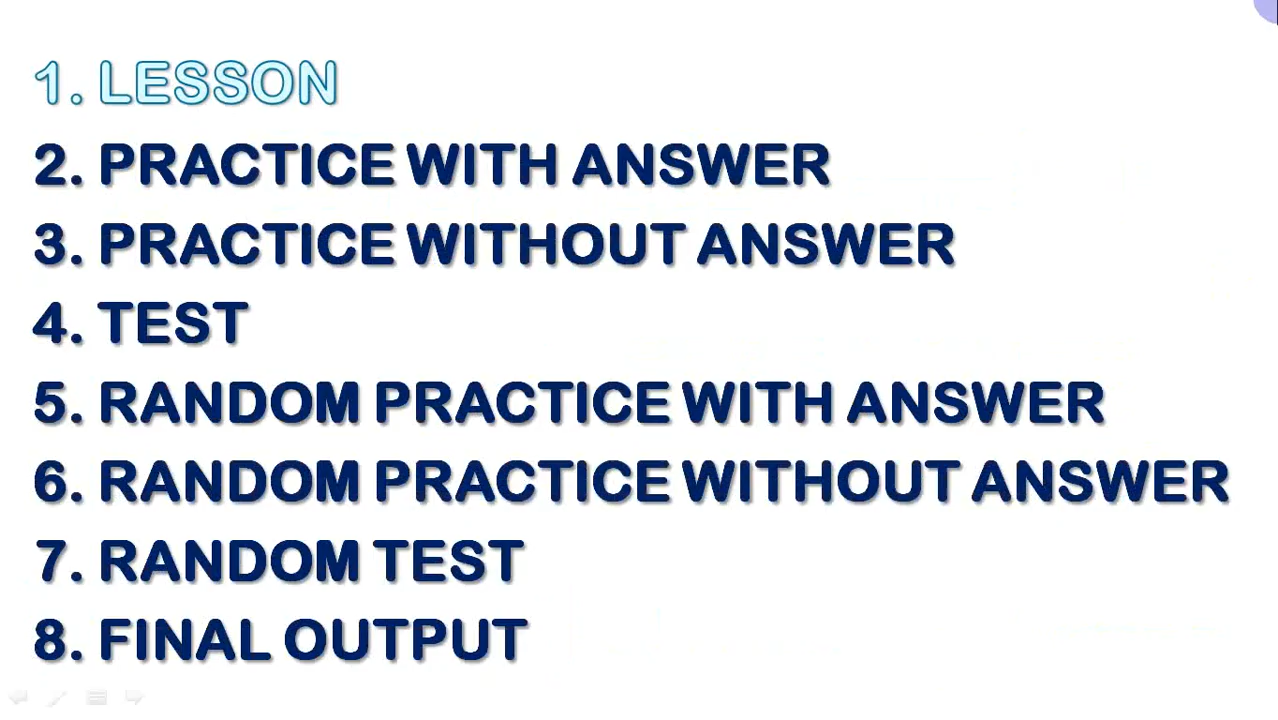 1. LESSON
2. PRACTICE WITH ANSWER
3. PRACTICE WITHOUT ANSWER
4. TEST
5. RANDOM PRACTICE WITH ANSWER
6. RANDOM PRACTICE WITHOUT ANSWER
7. RANDOM TEST
8. FINAL OUTPUT